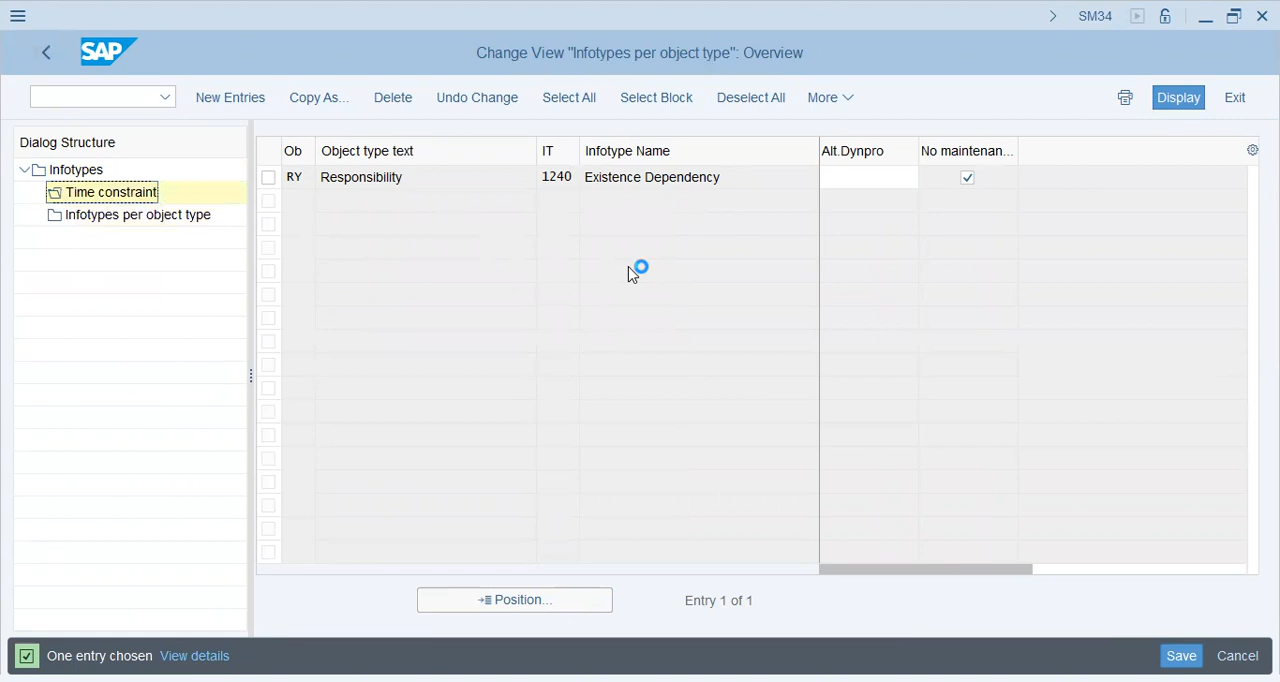 SM34
SAP Change View "Infotypes per object type": Overview
New Entries Copy As... Delete Undo Change Select All Select Block Deselect All More Display Exit
Dialog Structure
Infotypes
Time constraint
Infotypes per object type
Ob Object type text IT Infotype Name Alt.Dynpro No maintenan...
RY Responsibility 1240 Existence Dependency
Position... Entry 1 of 1
One entry chosen View details Save Cancel